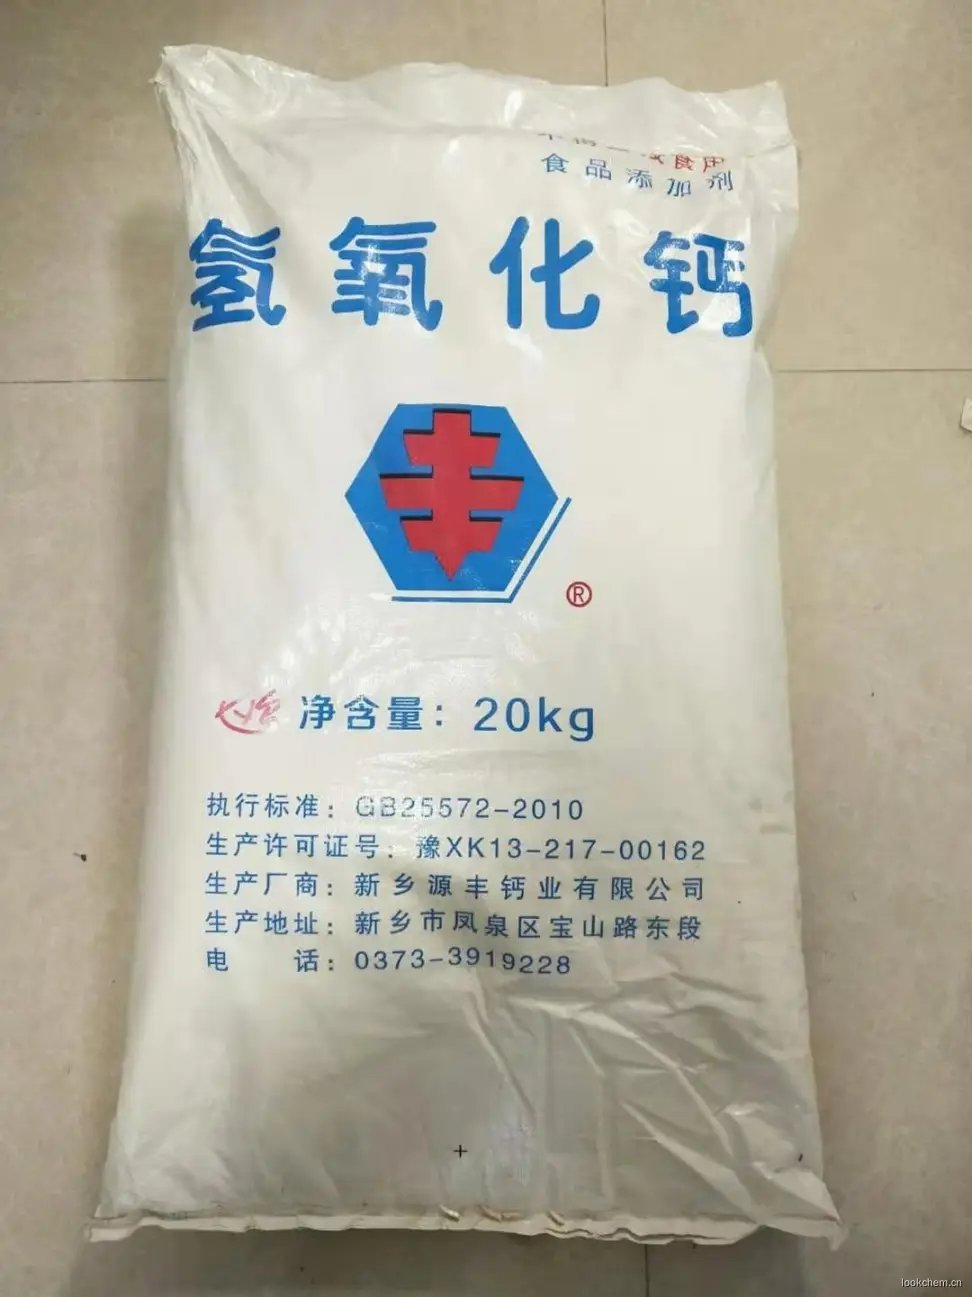 食品添加剂
氢氧化钙
丰
®
净含量：20kg
执行标准：GB25572-2010
生产许可证号：豫XK13-217-00162
生产厂商：新乡源丰钙业有限公司
生产地址：新乡市凤泉区宝山路东段
电话：0373-3919228
lookchem.cn